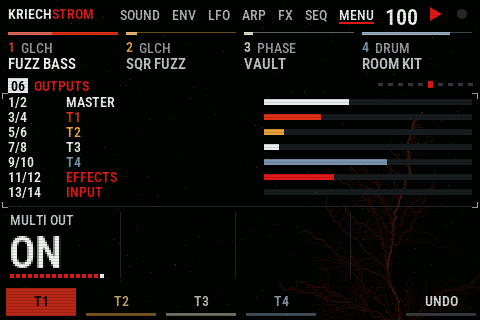 KRIECHSTROM SOUND ENV LFO ARP FX SEQ MENU 100
1 GLCH 2 GLCH 3 PHASE 4 DRUM
FUZZ BASS SQR FUZZ VAULT ROOM KIT
06 OUTPUTS
1/2 MASTER
3/4 T1
5/6 T2
7/8 T3
9/10 T4
11/12 EFFECTS
13/14 INPUT
MULTI OUT
ON
T1 T2 T3 T4 UNDO